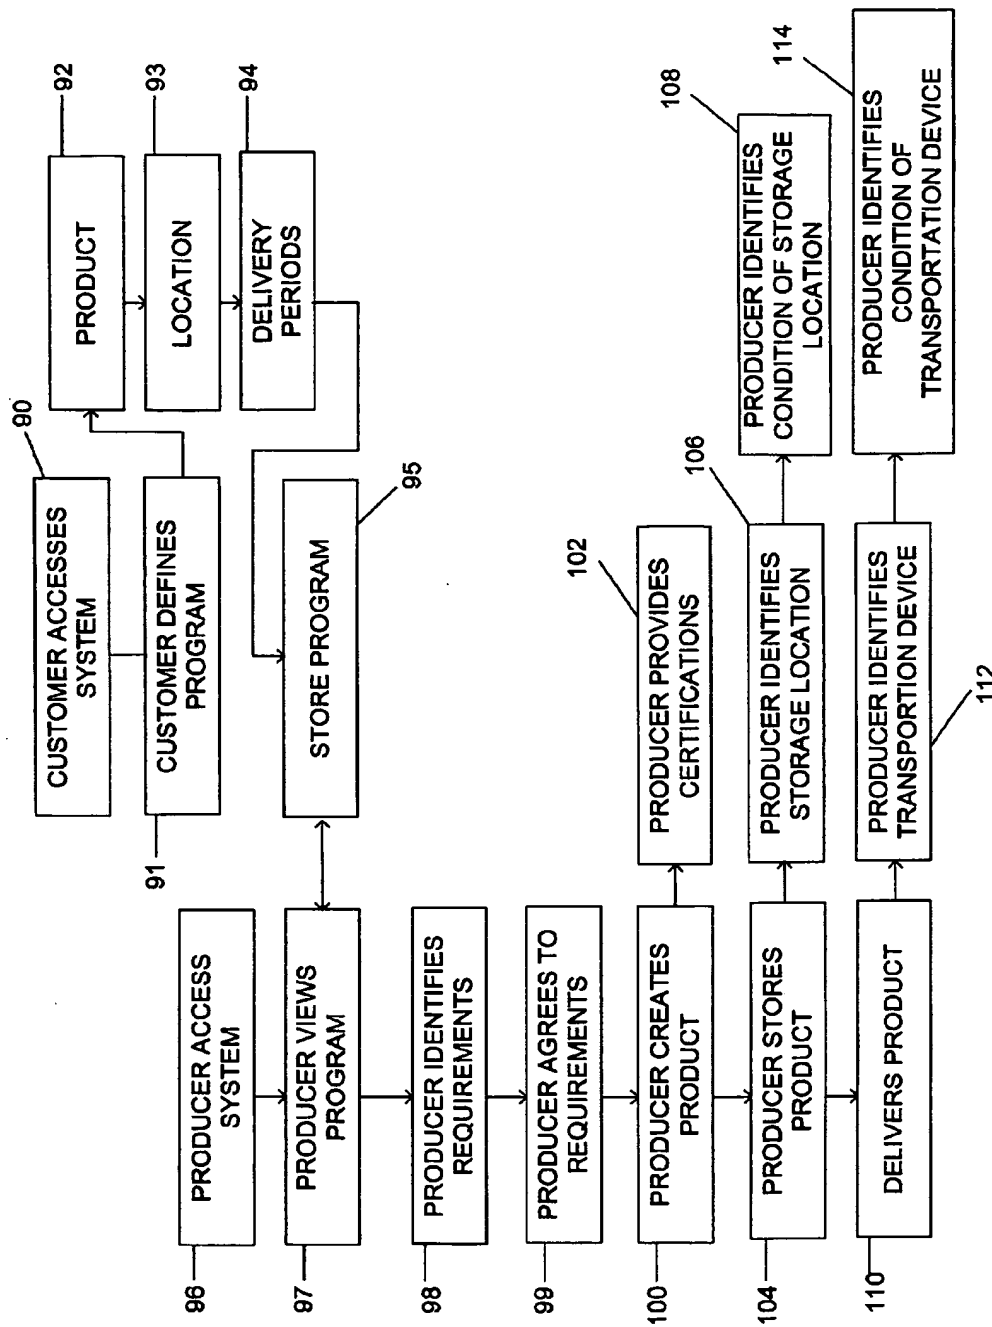 90
CUSTOMER ACCESSES
SYSTEM
91
CUSTOMER DEFINES
PROGRAM
92
PRODUCT
93
LOCATION
94
DELIVERY
PERIODS
95
STORE PROGRAM
96
PRODUCER ACCESS
SYSTEM
97
PRODUCER VIEWS
PROGRAM
98
PRODUCER IDENTIFIES
REQUIREMENTS
99
PRODUCER AGREES TO
REQUIREMENTS
100
PRODUCER CREATES
PRODUCT
102
PRODUCER PROVIDES
CERTIFICATIONS
104
PRODUCER STORES
PRODUCT
106
PRODUCER IDENTIFIES
STORAGE LOCATION
108
PRODUCER IDENTIFIES
CONDITION OF STORAGE
LOCATION
110
DELIVERS PRODUCT
112
PRODUCER IDENTIFIES
TRANSPORTION DEVICE
114
PRODUCER IDENTIFIES
CONDITION OF
TRANSPORTATION DEVICE